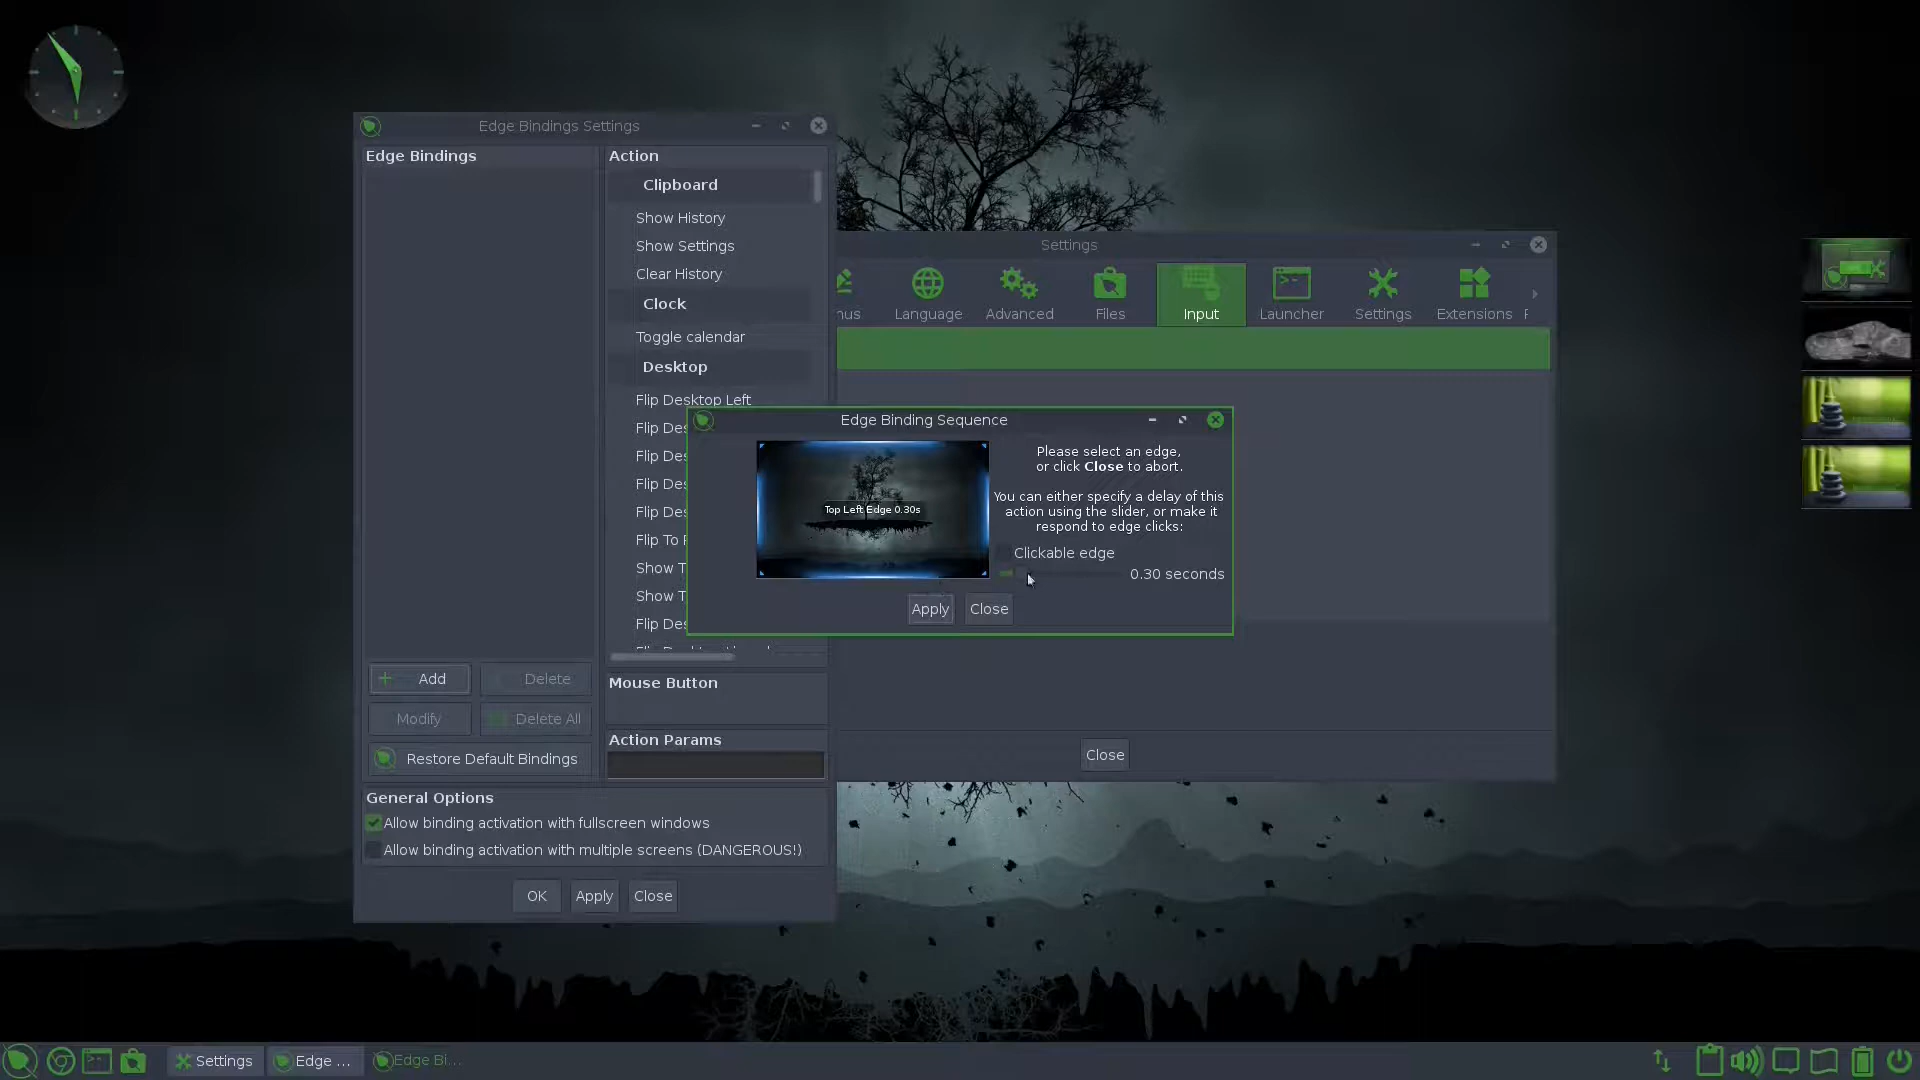 Edge Bindings Settings
Edge Bindings
Action
Clipboard
Show History
Show Settings
Clear History
Clock
Toggle calendar
Desktop
Flip Desktop Left
Flip Des
Flip Des
Flip Des
Flip Des
Flip To
Show T
Show T
Flip Des
Add
Delete
Modify
Delete All
Restore Default Bindings
Mouse Button
Action Params
General Options
Allow binding activation with fullscreen windows
Allow binding activation with multiple screens (DANGEROUS!)
OK
Apply
Close
Settings
nus
Language
Advanced
Files
Input
Launcher
Settings
Extensions
Close
Edge Binding Sequence
Top Left Edge 0.30s
Please select an edge,
or click Close to abort.
You can either specify a delay of this
action using the slider, or make it
respond to edge clicks:
Clickable edge
0.30 seconds
Apply
Close
Settings
Edge ...
Edge Bi...